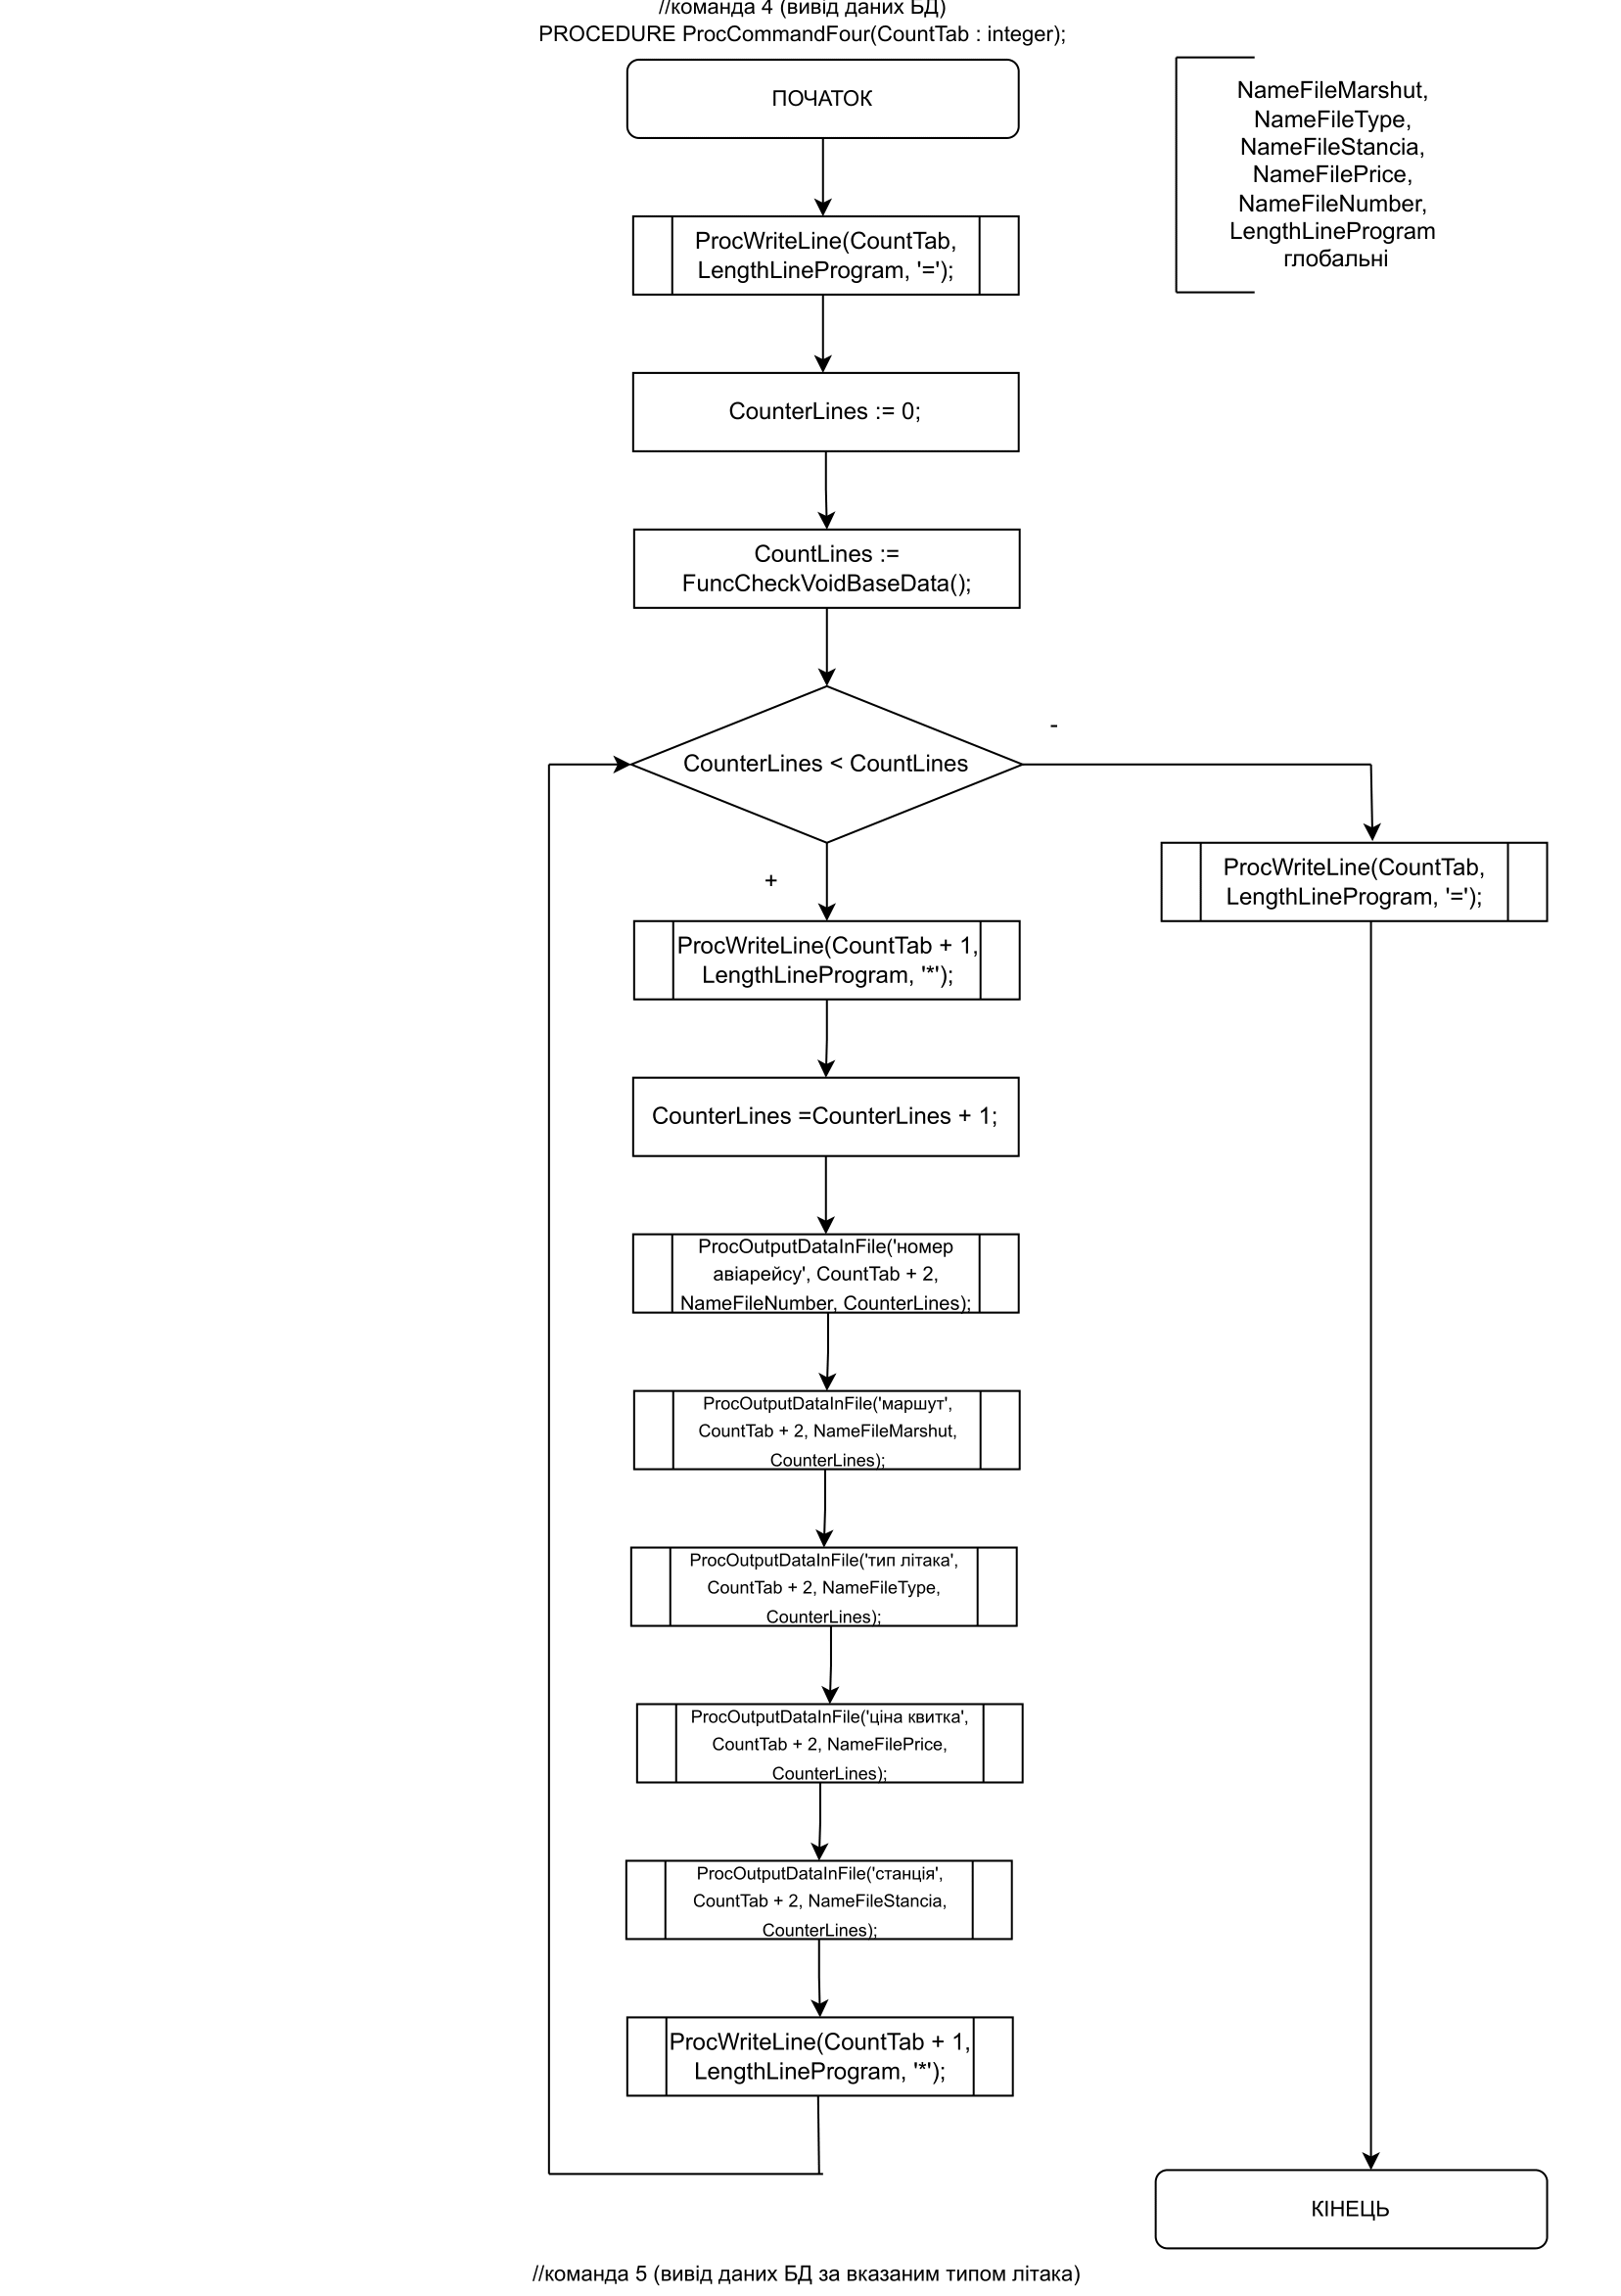 //команда 4 (вивід даних БД)
PROCEDURE ProcCommandFour(CountTab : integer);
ПОЧАТОК
NameFileMarshut,
NameFileType,
NameFileStancia,
NameFilePrice,
NameFileNumber,
LengthLineProgram
глобальні
ProcWriteLine(CountTab,
LengthLineProgram, '=');
CounterLines := 0;
CountLines :=
FuncCheckVoidBaseData();
CounterLines < CountLines
-
+
ProcWriteLine(CountTab,
LengthLineProgram, '=');
ProcWriteLine(CountTab + 1,
LengthLineProgram, '*');
CounterLines =CounterLines + 1;
ProcOutputDataInFile('номер
авіарейсу', CountTab + 2,
NameFileNumber, CounterLines);
ProcOutputDataInFile('маршут',
CountTab + 2, NameFileMarshut,
CounterLines);
ProcOutputDataInFile('тип літака',
CountTab + 2, NameFileType,
CounterLines);
ProcOutputDataInFile('ціна квитка',
CountTab + 2, NameFilePrice,
CounterLines);
ProcOutputDataInFile('станція',
CountTab + 2, NameFileStancia,
CounterLines);
ProcWriteLine(CountTab + 1,
LengthLineProgram, '*');
КІНЕЦЬ
//команда 5 (вивід даних БД за вказаним типом літака)